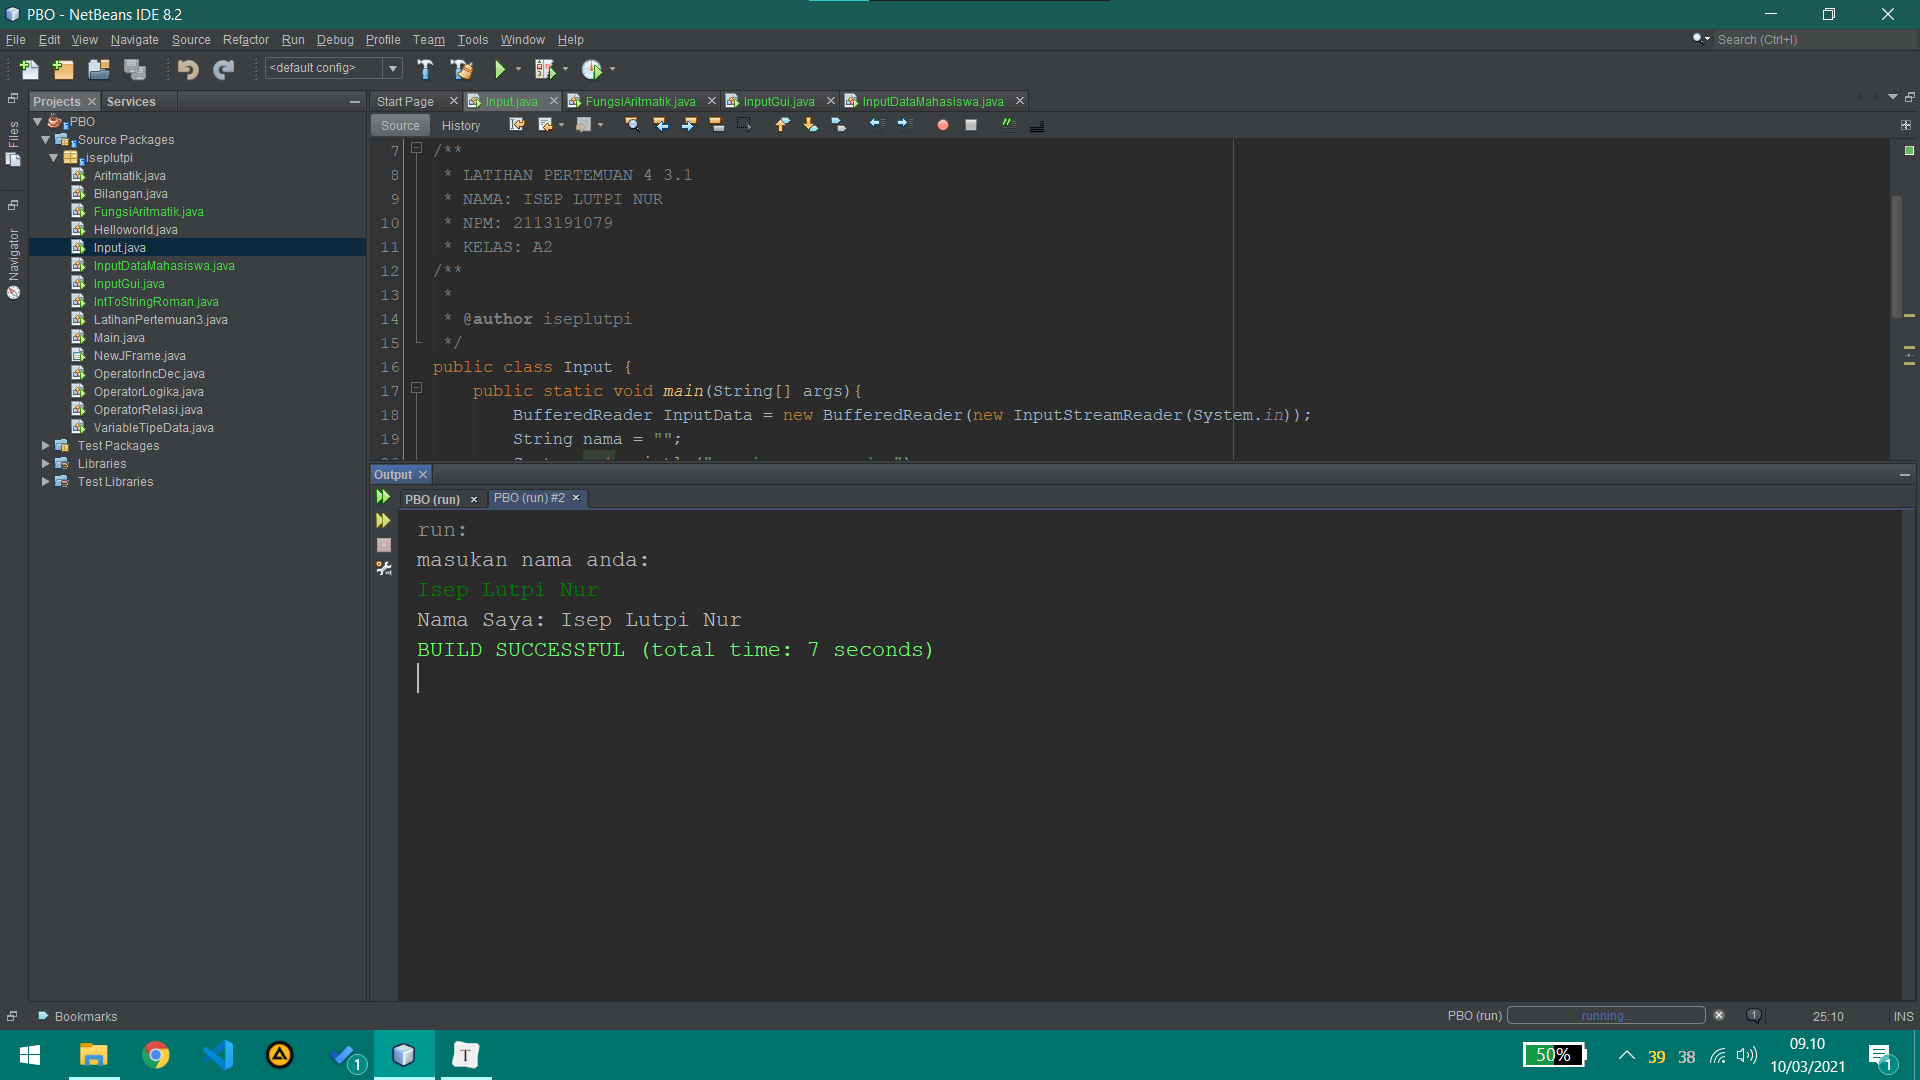 PBO - NetBeans IDE 8.2
File Edit View Navigate Source Refactor Run Debug Profile Team Tools Window Help
Search (Ctrl+I)
<default config>
Projects Services
Start Page Input.java FungsiAritmatik.java InputGui.java InputDataMahasiswa.java
Source History
Files
Navigator
PBO
Source Packages
iseplutpi
Aritmatik.java
Bilangan.java
FungsiAritmatik.java
Helloworld.java
Input.java
InputDataMahasiswa.java
InputGui.java
IntToStringRoman.java
LatihanPertemuan3.java
Main.java
NewJFrame.java
OperatorIncDec.java
OperatorLogika.java
OperatorRelasi.java
VariableTipeData.java
Test Packages
Libraries
Test Libraries
7 /**
8 * LATIHAN PERTEMUAN 4 3.1
9 * NAMA: ISEP LUTPI NUR
10 * NPM: 2113191079
11 * KELAS: A2
12 /**
13 *
14 * @author iseplutpi
15 */
16 public class Input {
17 public static void main(String[] args){
18 BufferedReader InputData = new BufferedReader(new InputStreamReader(System.in));
19 String nama = "";
Output
PBO (run) PBO (run) #2
run:
masukan nama anda:
Isep Lutpi Nur
Nama Saya: Isep Lutpi Nur
BUILD SUCCESSFUL (total time: 7 seconds)
Bookmarks
PBO (run) running... 1 25:10 INS
1 T 50% 39 38 09.10
10/03/2021 1